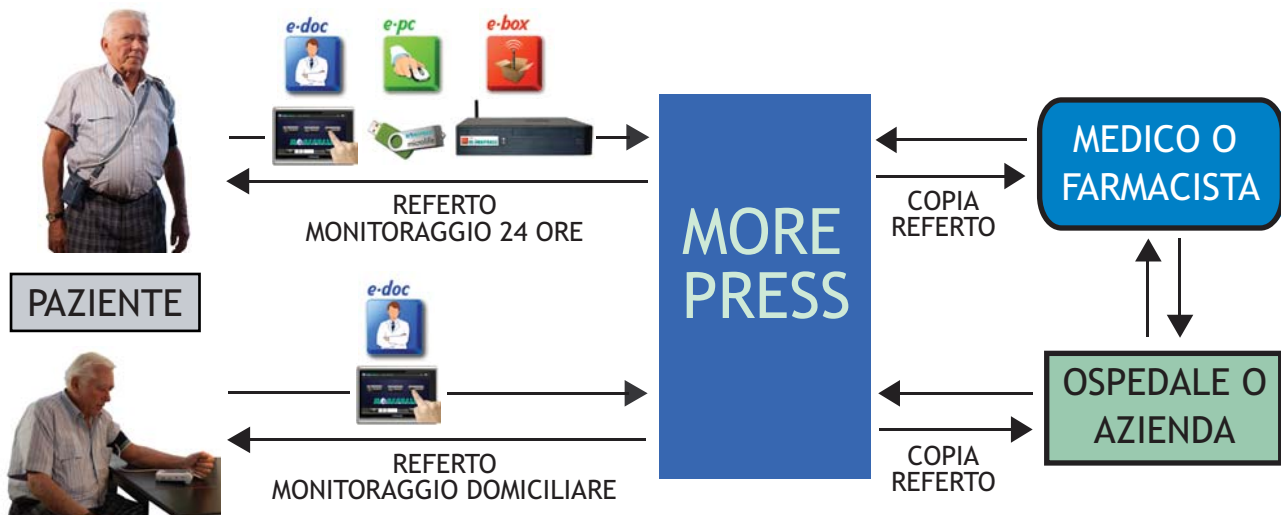 e·doc
e·pc
e·box
microlife
REFERTO
MONITORAGGIO 24 ORE
PAZIENTE
e·doc
REFERTO
MONITORAGGIO DOMICILIARE
MORE
PRESS
COPIA
REFERTO
MEDICO O
FARMACISTA
OSPEDALE O
AZIENDA
COPIA
REFERTO